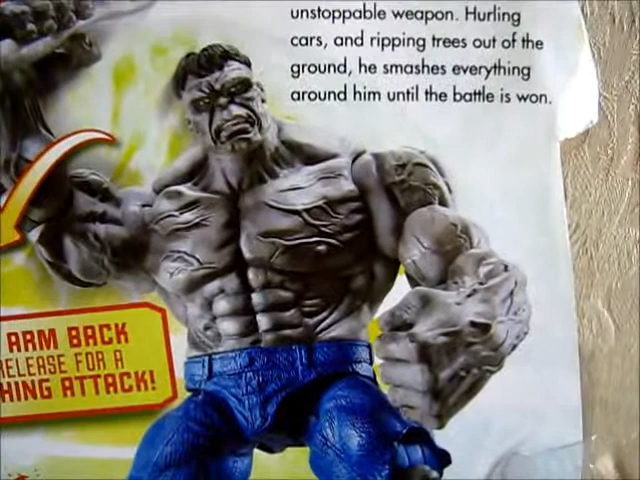 unstoppable weapon. Hurling
cars, and ripping trees out of the
ground, he smashes everything
around him until the battle is won.
ARM BACK
RELEASE FOR A
HING ATTACK!